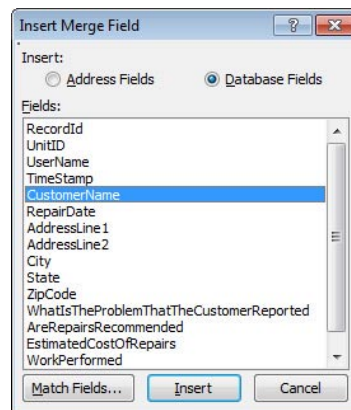 Insert Merge Field
Insert:
Address Fields Database Fields
Fields:
RecordId
UnitID
UserName
TimeStamp
CustomerName
RepairDate
AddressLine1
AddressLine2
City
State
ZipCode
WhatIsTheProblemThatTheCustomerReported
AreRepairsRecommended
EstimatedCostOfRepairs
WorkPerformed
Match Fields... Insert Cancel